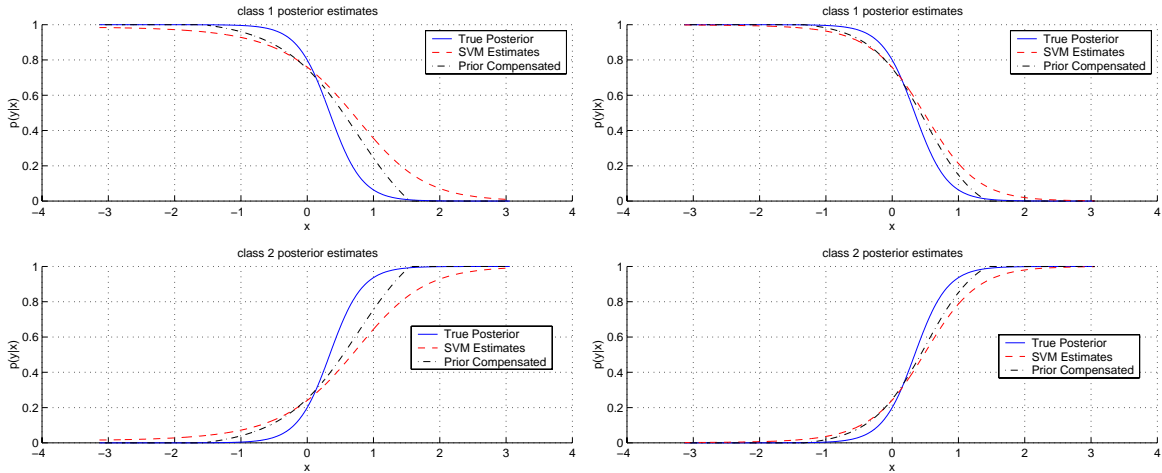 class 1 posterior estimates
1
0.8
0.6
0.4
0.2
0
p(y|x)
True Posterior
SVM Estimates
Prior Compensated
−4 −3 −2 −1 0 1 2 3 4
x
class 1 posterior estimates
1
0.8
0.6
0.4
0.2
0
p(y|x)
True Posterior
SVM Estimates
Prior Compensated
−4 −3 −2 −1 0 1 2 3 4
x
class 2 posterior estimates
1
0.8
0.6
0.4
0.2
0
p(y|x)
True Posterior
SVM Estimates
Prior Compensated
−4 −3 −2 −1 0 1 2 3 4
x
class 2 posterior estimates
1
0.8
0.6
0.4
0.2
0
p(y|x)
True Posterior
SVM Estimates
Prior Compensated
−4 −3 −2 −1 0 1 2 3 4
x